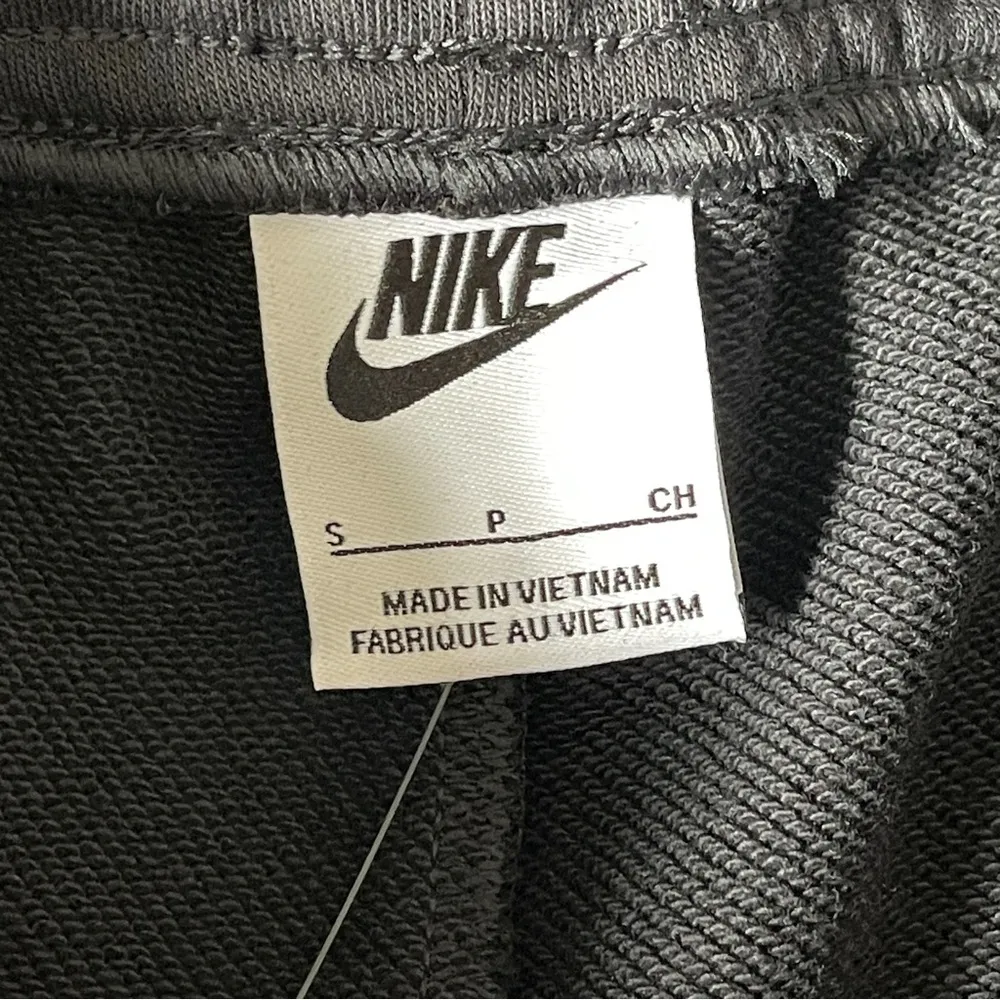 NIKE
S P CH
MADE IN VIETNAM
FABRIQUE AU VIETNAM